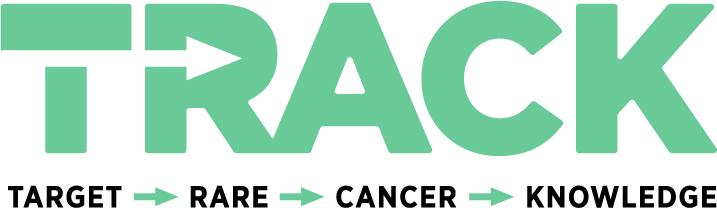 TRACK
TARGET → RARE → CANCER → KNOWLEDGE